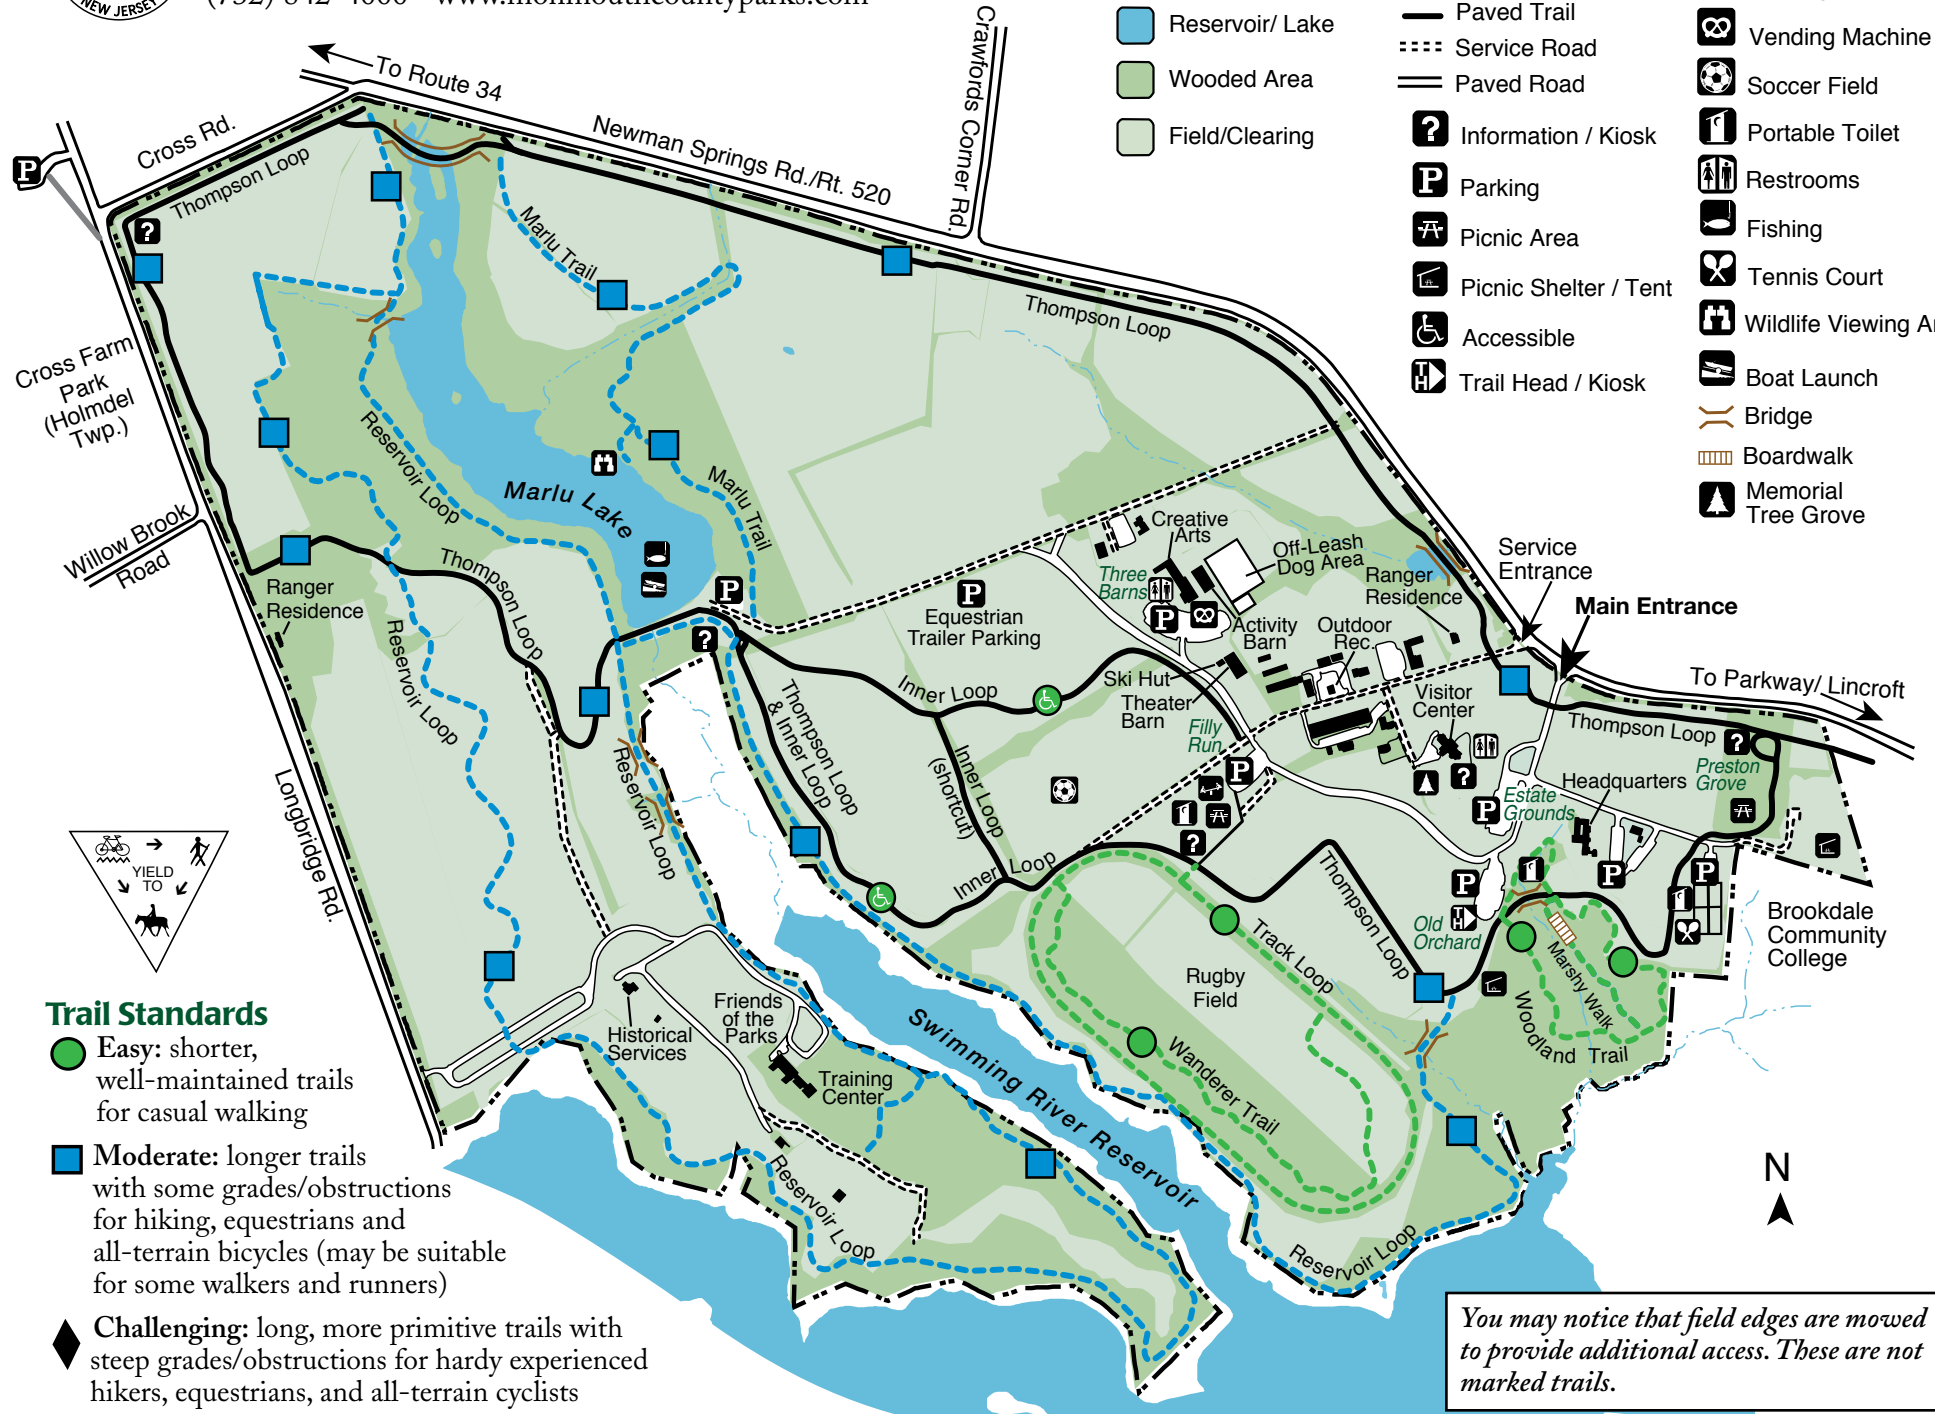 NEW JERSEY
(732) 842-4000 www.monmouthcountyparks.com
Reservoir/ Lake
Wooded Area
Field/Clearing
Paved Trail
Service Road
Paved Road
? Information / Kiosk
P Parking
Picnic Area
Picnic Shelter / Tent
Accessible
TH Trail Head / Kiosk
Vending Machine
Soccer Field
Portable Toilet
Restrooms
Fishing
Tennis Court
Wildlife Viewing Ar
Boat Launch
Bridge
Boardwalk
Memorial
Tree Grove
To Route 34
Cross Rd.
Thompson Loop
Newman Springs Rd./Rt. 520
Crawfords Corner Rd.
P
?
Marlu Trail
Thompson Loop
Cross Farm
Park
(Holmdel
Twp.)
Reservoir Loop
Marlu Lake
Marlu Trail
Willow Brook
Road
Ranger
Residence
Thompson Loop
Reservoir Loop
P
?
P
Equestrian
Trailer Parking
Creative
Arts
Three
Barns
P
Off-Leash
Dog Area
Ranger
Residence
Activity
Barn
Outdoor
Rec.
Service
Entrance
Main Entrance
To Parkway/ Lincroft
Ski Hut
Theater
Barn
Filly
Run
Visitor
Center
Inner Loop
Thompson Loop
& Inner Loop
Inner Loop
(shortcut)
Thompson Loop
?
Preston
Grove
P
?
Headquarters
Estate
Grounds
P
?
Longbridge Rd.
Reservoir Loop
Inner Loop
Thompson Loop
P
P
P
TH
Old
Orchard
Brookdale
Community
College
YIELD
TO
Track Loop
Rugby
Field
Marshy Walk
Woodland Trail
Friends
of the
Parks
Historical
Services
Training
Center
Swimming River Reservoir
Wanderer Trail
Reservoir Loop
Reservoir Loop
N
Trail Standards
Easy: shorter,
well-maintained trails
for casual walking
Moderate: longer trails
with some grades/obstructions
for hiking, equestrians and
all-terrain bicycles (may be suitable
for some walkers and runners)
Challenging: long, more primitive trails with
steep grades/obstructions for hardy experienced
hikers, equestrians, and all-terrain cyclists
You may notice that field edges are mowed
to provide additional access. These are not
marked trails.